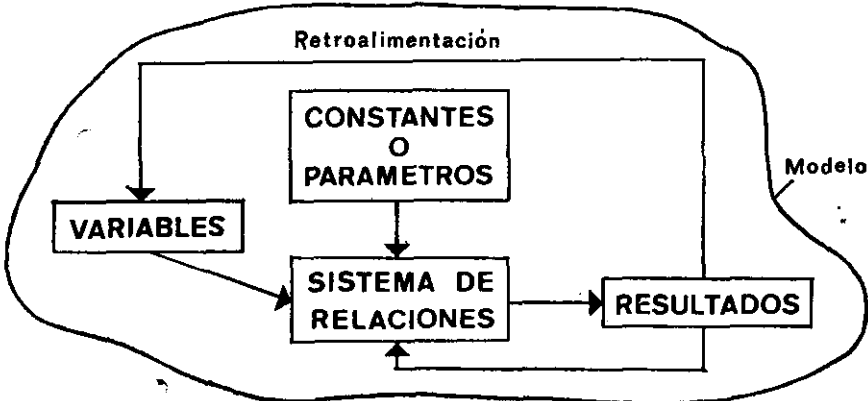 Retroalimentación
CONSTANTES
O
PARAMETROS
Modelo
VARIABLES
SISTEMA DE
RELACIONES
RESULTADOS